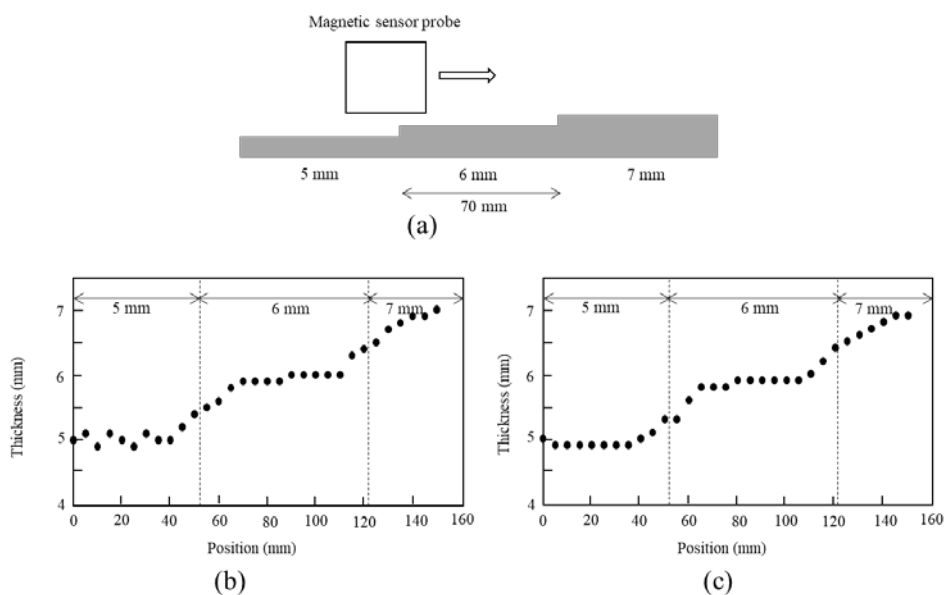 Magnetic sensor probe
5 mm 6 mm 7 mm
70 mm
(a)
5 mm 6 mm 7 mm
7
6
5
4
Thickness (mm)
0 20 40 60 80 100 120 140 160
Position (mm)
(b)
5 mm 6 mm 7 mm
7
6
5
4
Thickness (mm)
0 20 40 60 80 100 120 140 160
Position (mm)
(c)